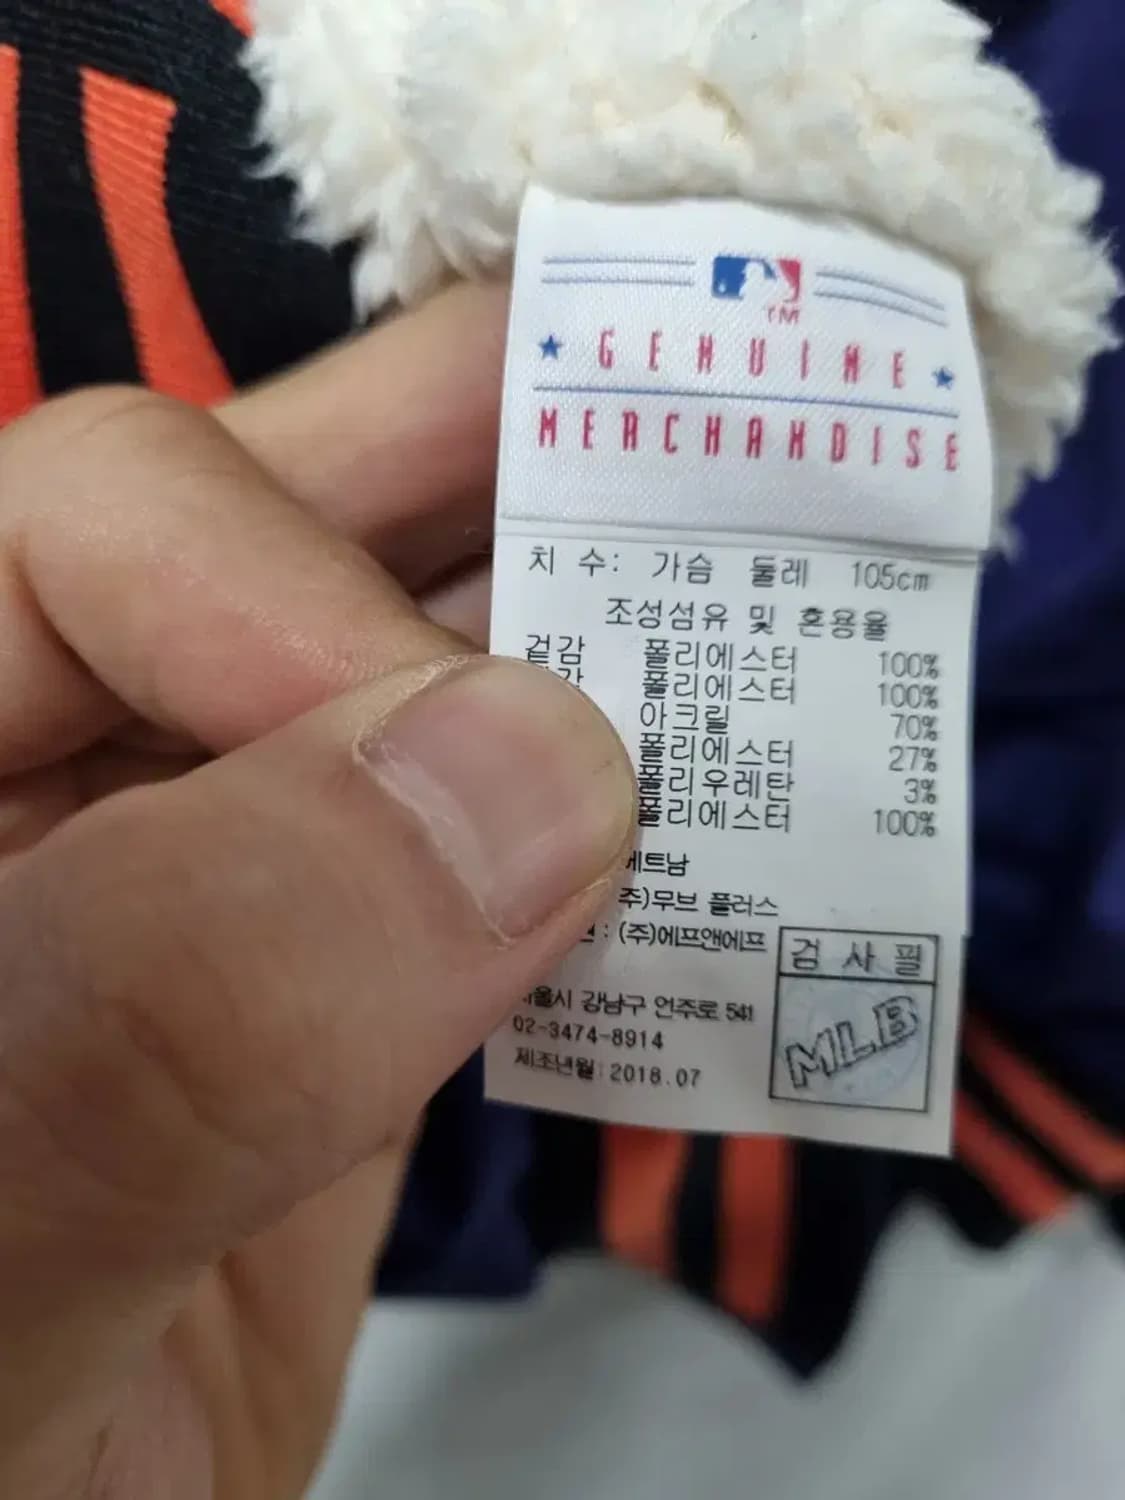 TM
GENUINE
MERCHANDISE
치 수: 가슴 둘레 105cm
조성섬유 및 혼용율
겉감 폴리에스터 100%
폴리에스터 100%
아크릴 70%
폴리에스터 27%
폴리우레탄 3%
폴리에스터 100%
베트남
(주)무브 플러스
: (주)에프앤에프
서울시 강남구 언주로 541
02-3474-8914
제조년월:2018.07
검사필
MLB